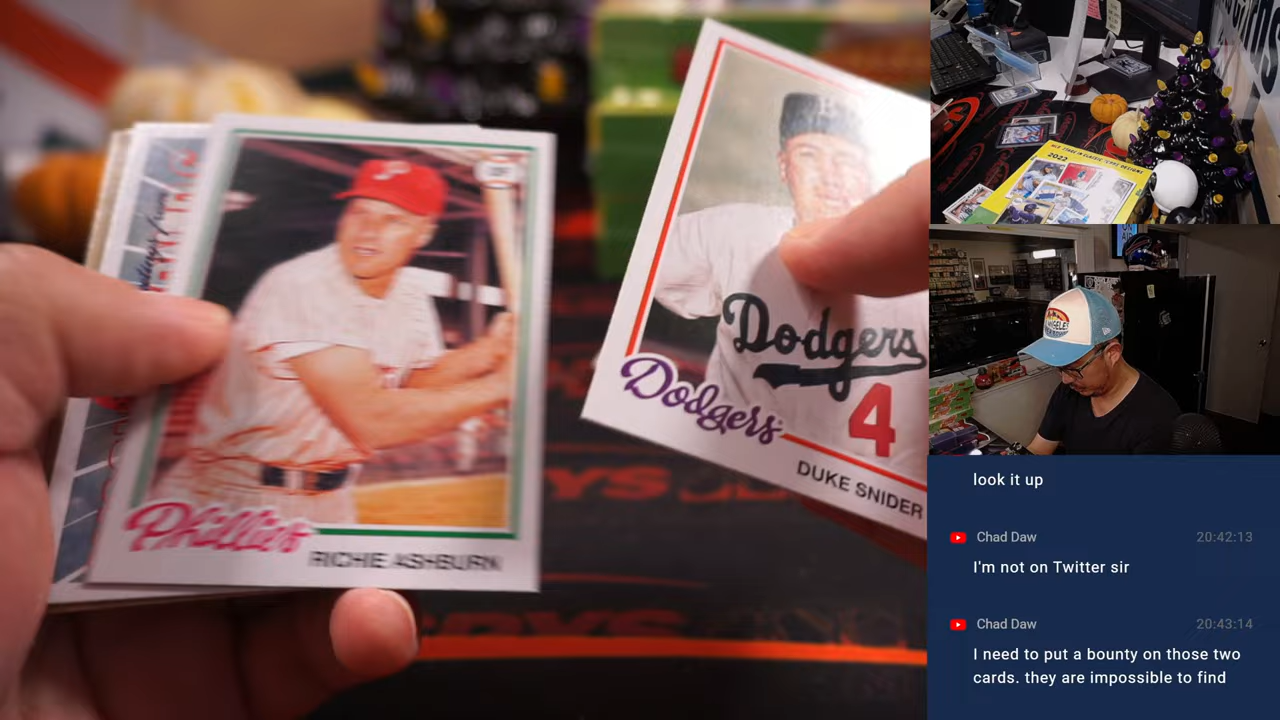 Phillies
RICHIE ASHBURN
Dodgers
4
Dodgers
DUKE SNIDER
2022
look it up
Chad Daw 20:42:13
I'm not on Twitter sir
Chad Daw 20:43:14
I need to put a bounty on those two
cards. they are impossible to find